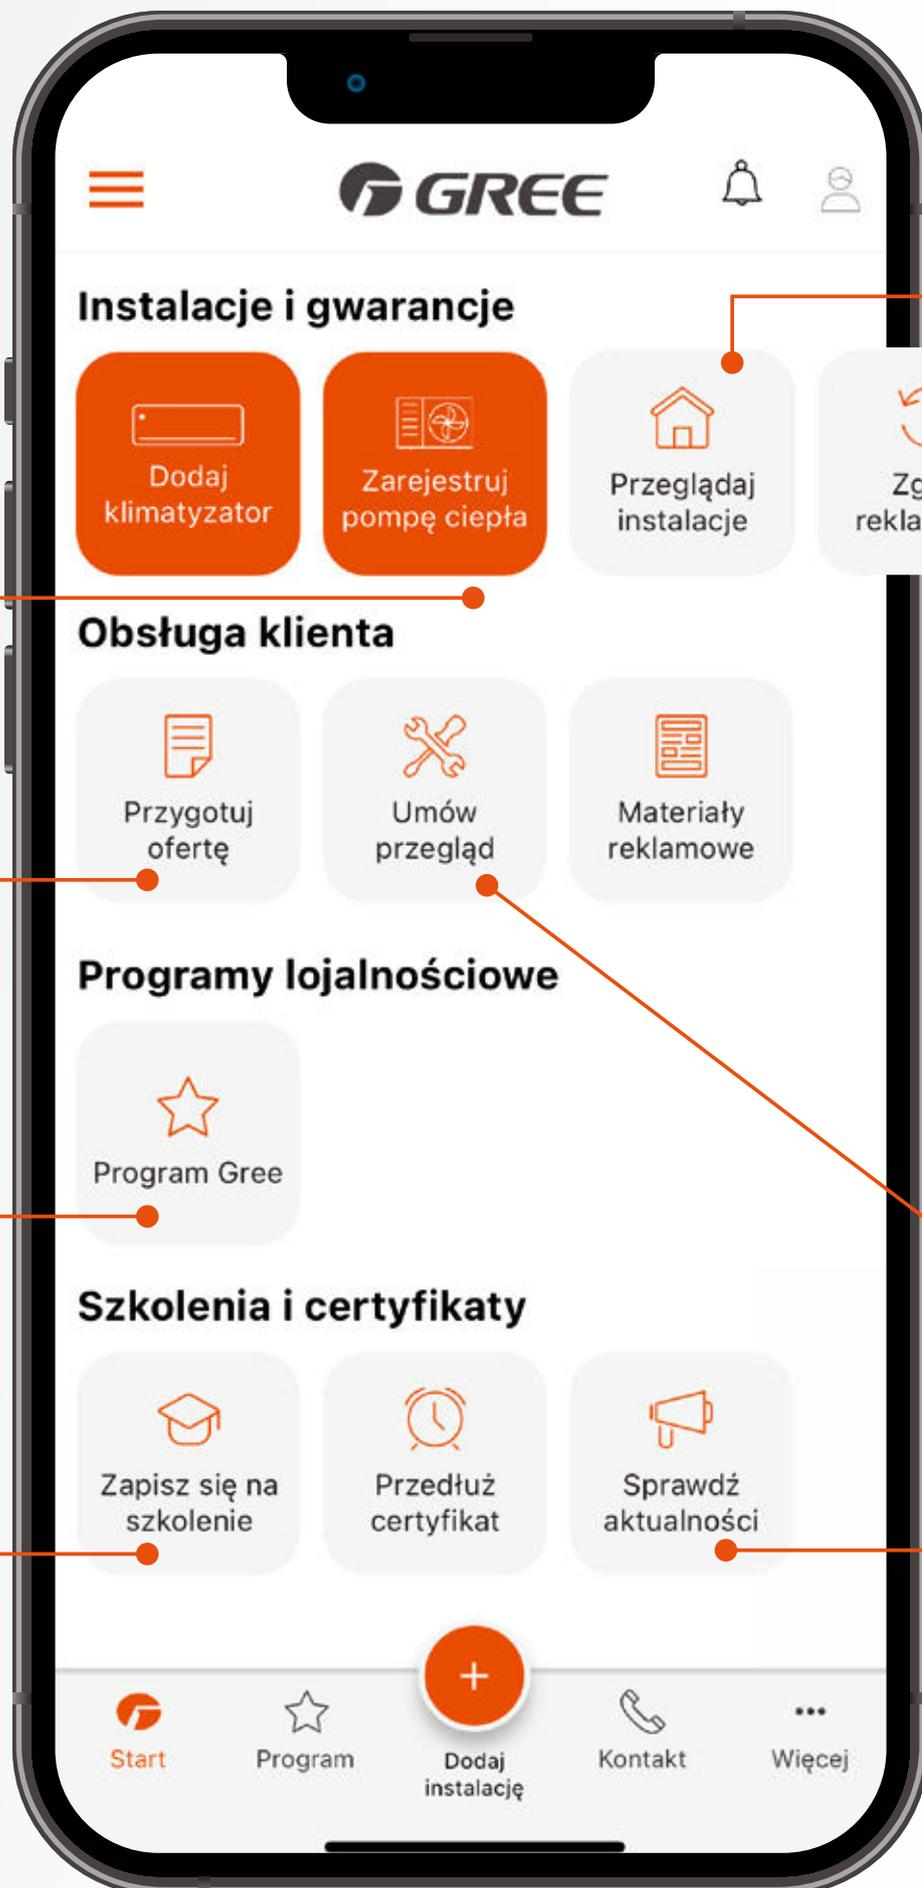 GREE
Instalacje i gwarancje
Dodaj
klimatyzator
Zarejestruj
pompę ciepła
Przeglądaj
instalacje
Obsługa klienta
Przygotuj
ofertę
Umów
przegląd
Materiały
reklamowe
Programy lojalnościowe
Program Gree
Szkolenia i certyfikaty
Zapisz się na
szkolenie
Przedłuż
certyfikat
Sprawdź
aktualności
Start
Program
Dodaj
instalację
Kontakt
Więcej